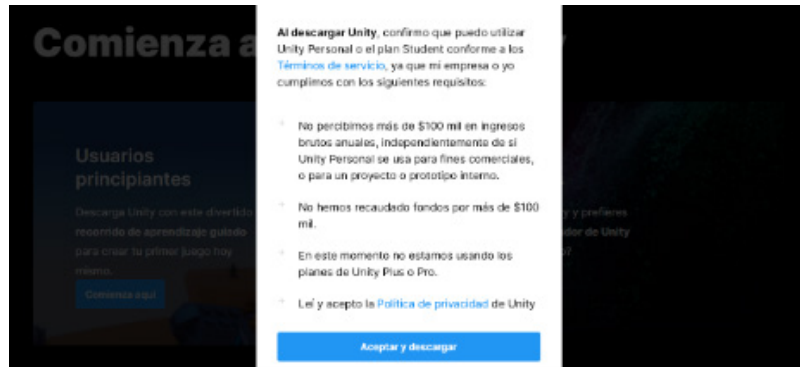 Comienza a
Al descargar Unity, confirmo que puedo utilizar
Unity Personal o el plan Student conforme a los
Términos de servicio, ya que mi empresa o yo
cumplimos con los siguientes requisitos:
No percibimos más de $100 mil en ingresos
brutos anuales, independientemente de si
Unity Personal se usa para fines comerciales,
o para un proyecto o prototipo interno.
No hemos recaudado fondos por más de $100
mil.
En este momento no estamos usando los
planes de Unity Plus o Pro.
Leí y acepto la Política de privacidad de Unity
Aceptar y descargar
Usuarios
principiantes
Descarga Unity con este divertido
recorrido de aprendizaje guiado
para crear tu primer juego hoy
mismo.
Comienza aquí
y prefieres
dor de Unity